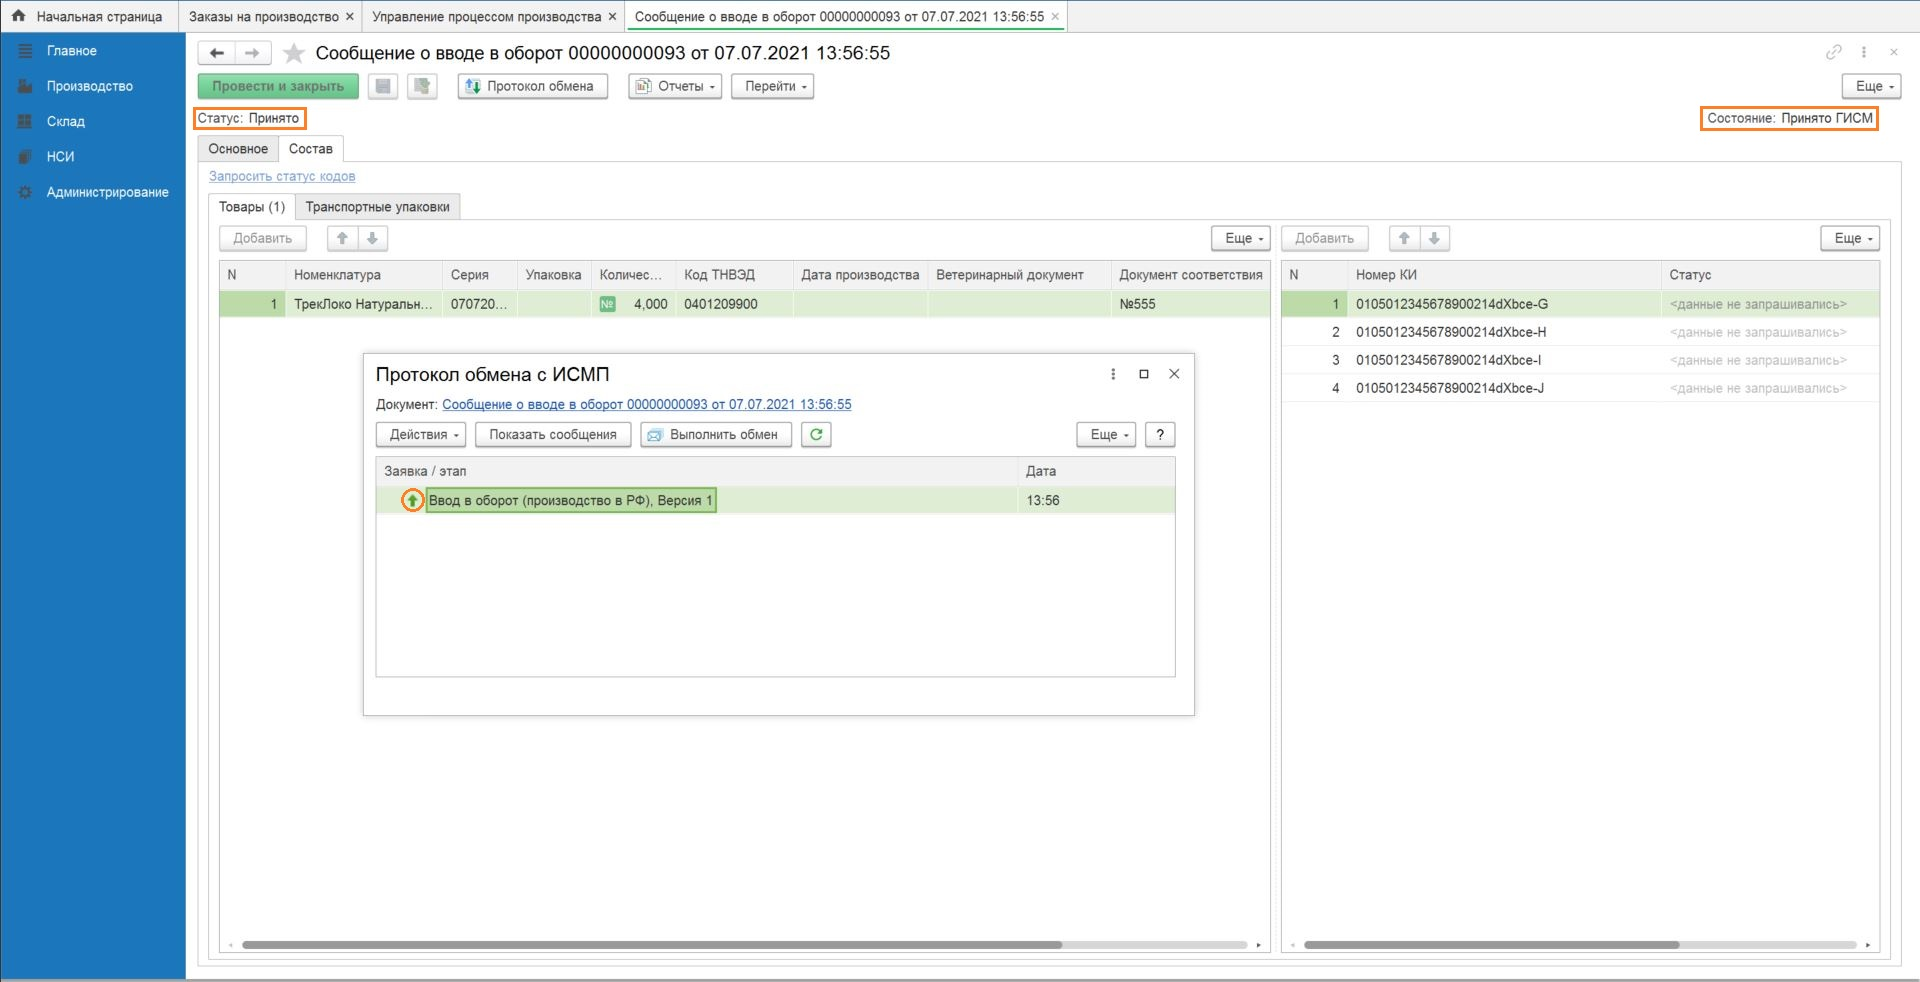 Начальная страница
Заказы на производство ×
Управление процессом производства ×
Сообщение о вводе в оборот 00000000093 от 07.07.2021 13:56:55 ×
Главное
Производство
Склад
НСИ
Администрирование
Сообщение о вводе в оборот 00000000093 от 07.07.2021 13:56:55
Провести и закрыть
Протокол обмена
Отчеты
Перейти
Еще
Статус: Принято
Состояние: Принято ГИСМ
Основное
Состав
Запросить статус кодов
Товары (1)
Транспортные упаковки
Добавить
Еще
N Номенклатура Серия Упаковка Количес... Код ТНВЭД Дата производства Ветеринарный документ Документ соответствия
1 ТрекЛоко Натуральн... 070720... № 4,000 0401209900 №555
Добавить
Еще
N Номер КИ Статус
1 0105012345678900214dXbce-G <данные не запрашивались>
2 0105012345678900214dXbce-H <данные не запрашивались>
3 0105012345678900214dXbce-I <данные не запрашивались>
4 0105012345678900214dXbce-J <данные не запрашивались>
Протокол обмена с ИСМП
Документ: Сообщение о вводе в оборот 00000000093 от 07.07.2021 13:56:55
Действия
Показать сообщения
Выполнить обмен
Еще
?
Заявка / этап Дата
Ввод в оборот (производство в РФ), Версия 1 13:56